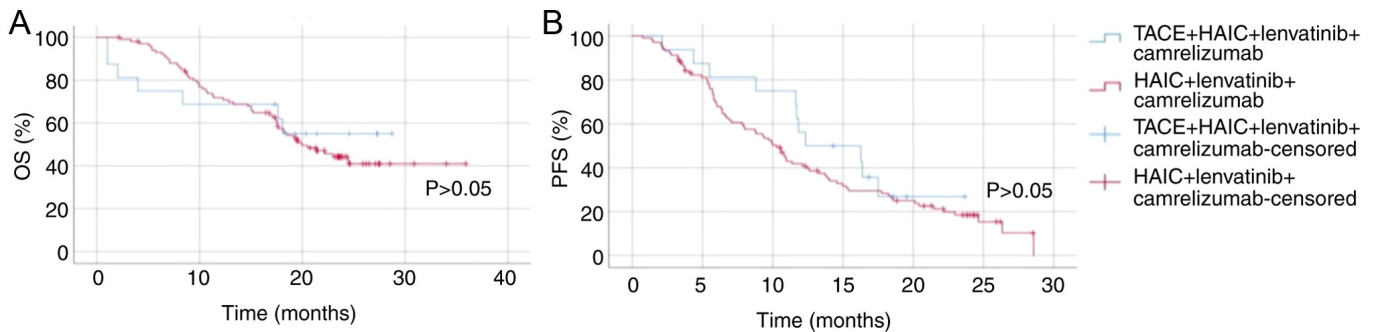 A
OS (%)
100
80
60
40
20
0
P>0.05
0 10 20 30 40
Time (months)
B
PFS (%)
100
80
60
40
20
0
P>0.05
0 5 10 15 20 25 30
Time (months)
TACE+HAIC+lenvatinib+
camrelizumab
HAIC+lenvatinib+
camrelizumab
TACE+HAIC+lenvatinib+
camrelizumab-censored
HAIC+lenvatinib+
camrelizumab-censored